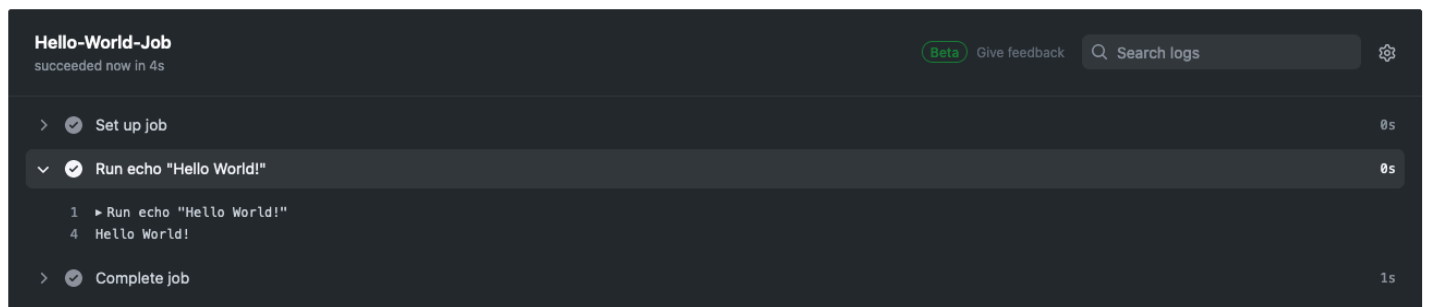 Hello-World-Job
succeeded now in 4s
Beta Give feedback Search logs
Set up job 0s
Run echo "Hello World!" 0s
1 ▸ Run echo "Hello World!"
4 Hello World!
Complete job 1s